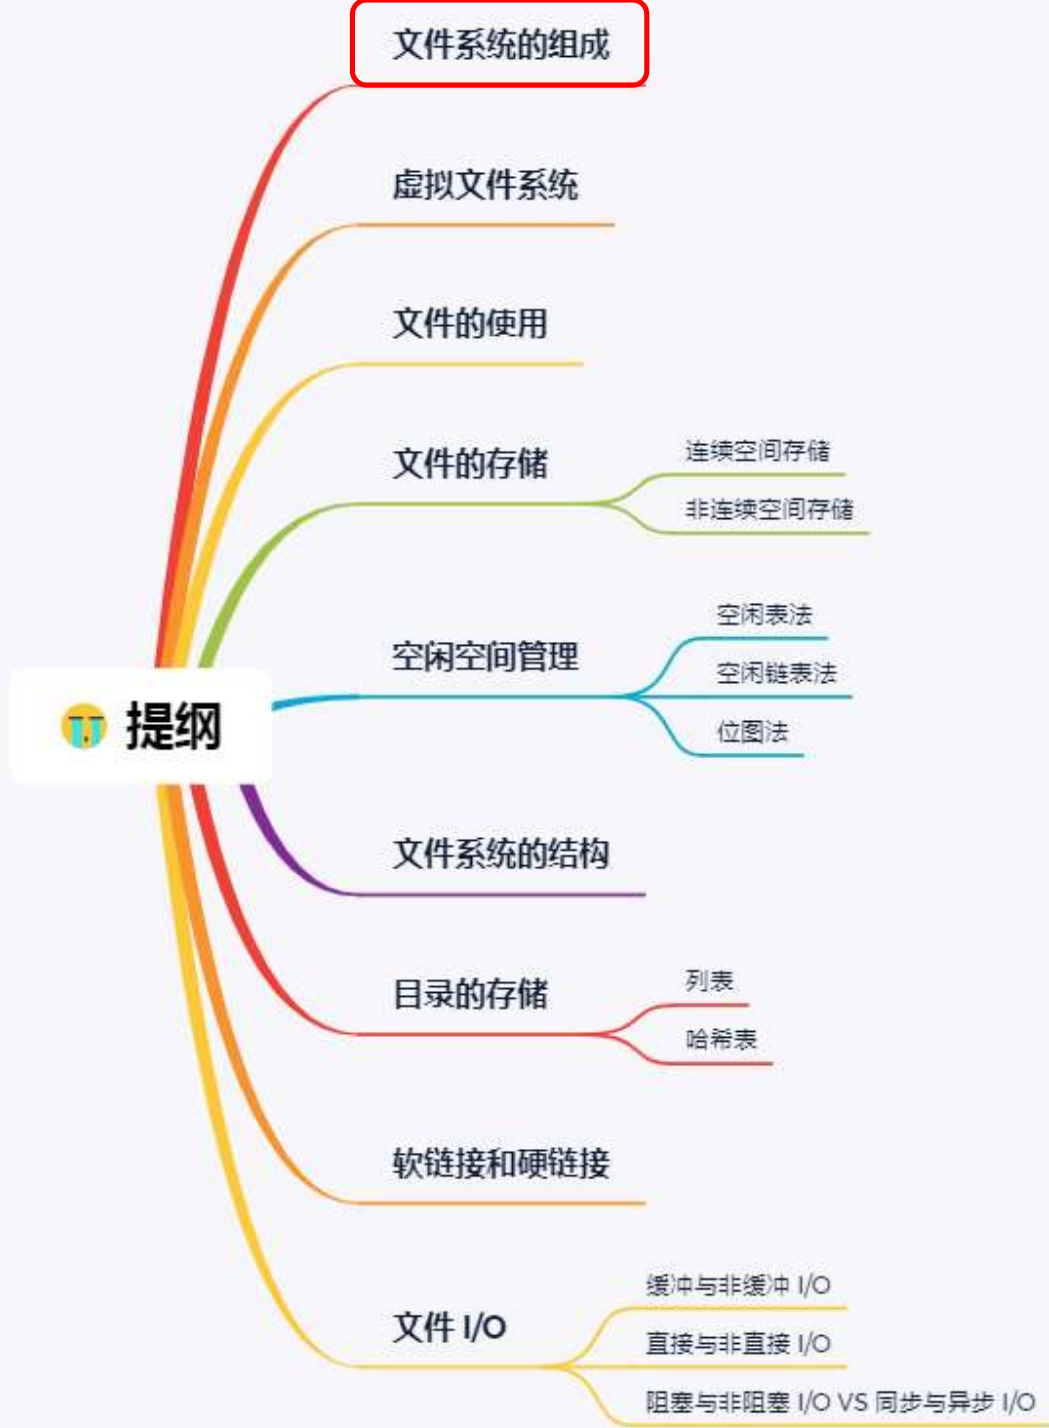 文件系统的组成
虚拟文件系统
文件的使用
文件的存储
连续空间存储
非连续空间存储
空闲空间管理
空闲表法
空闲链表法
位图法
提纲
文件系统的结构
目录的存储
列表
哈希表
软链接和硬链接
文件 I/O
缓冲与非缓冲 I/O
直接与非直接 I/O
阻塞与非阻塞 I/O VS 同步与异步 I/O